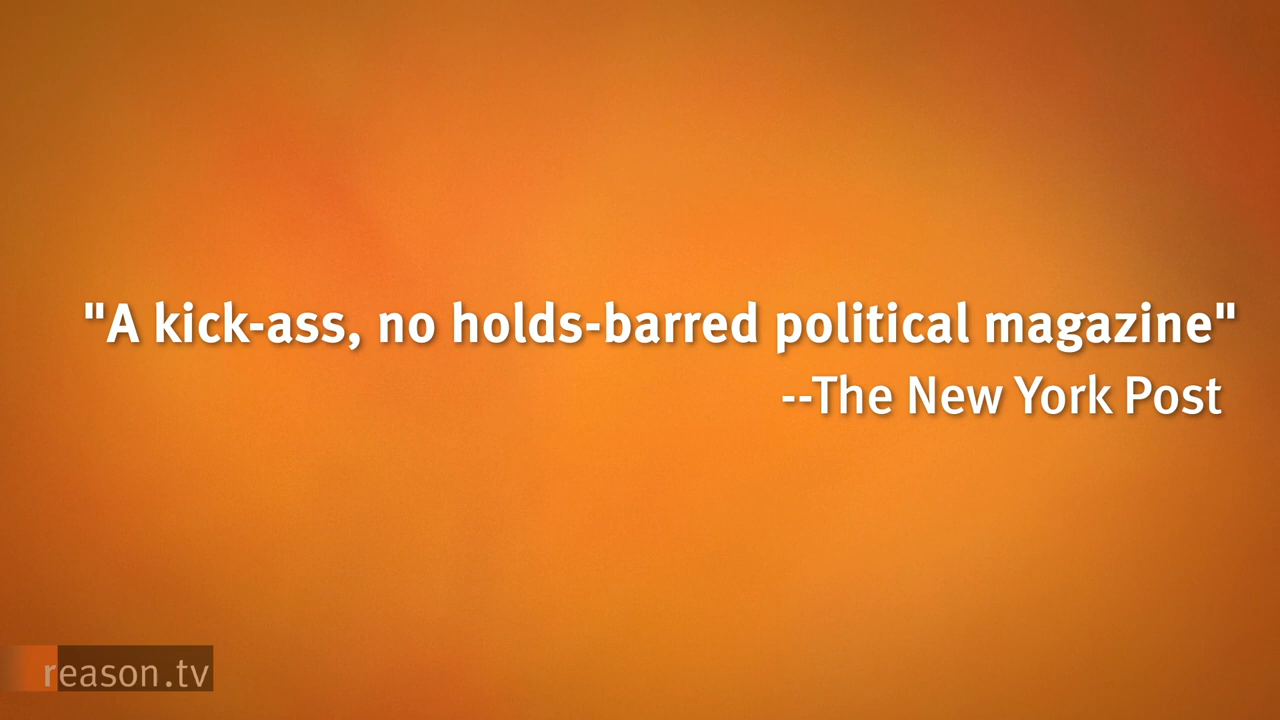 "A kick-ass, no holds-barred political magazine"
--The New York Post
reason.tv